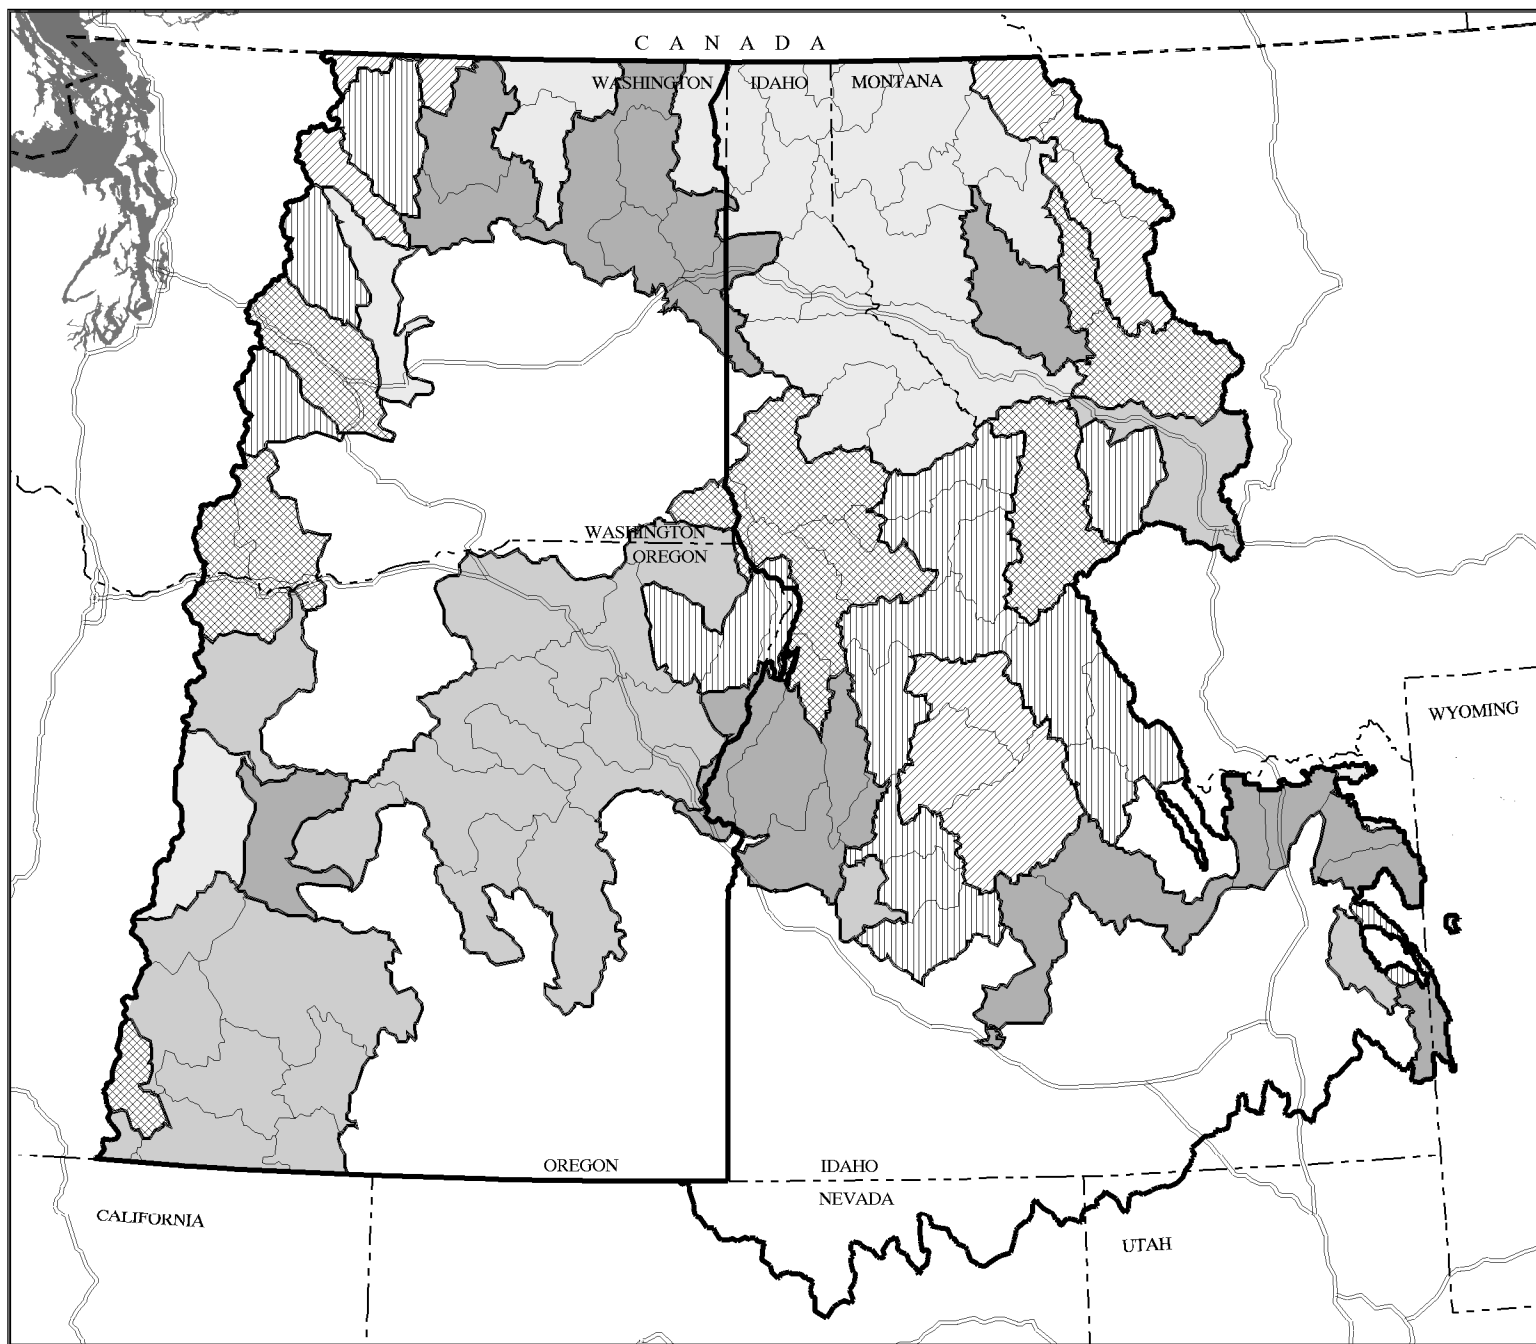 C A N A D A
WASHINGTON
IDAHO
MONTANA
WASHINGTON
OREGON
WYOMING
OREGON
IDAHO
NEVADA
CALIFORNIA
UTAH